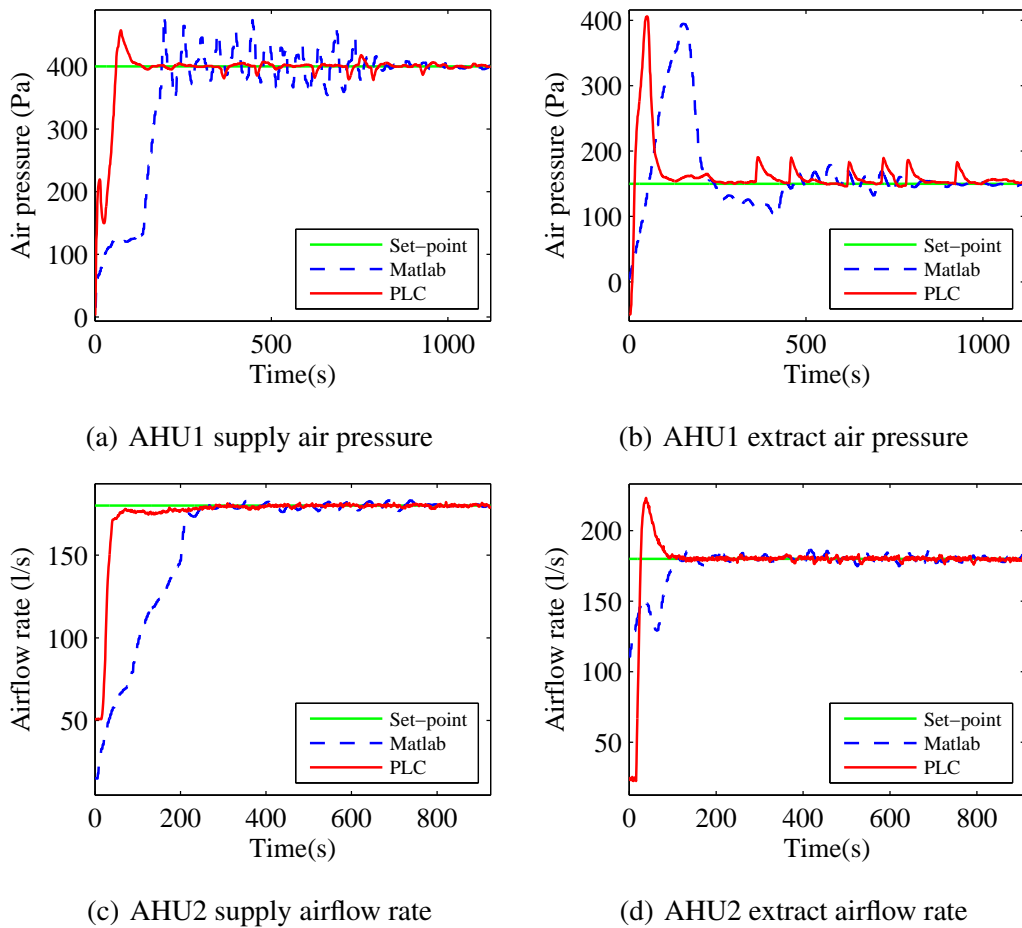 400
300
200
100
0
Air pressure (Pa)
0
500
1000
Time(s)
Set−point
Matlab
PLC
(a) AHU1 supply air pressure
400
300
200
100
0
Air pressure (Pa)
0
500
1000
Time(s)
Set−point
Matlab
PLC
(b) AHU1 extract air pressure
150
100
50
Airflow rate (l/s)
0
200
400
600
800
Time(s)
Set−point
Matlab
PLC
(c) AHU2 supply airflow rate
200
150
100
50
Airflow rate (l/s)
0
200
400
600
800
Time(s)
Set−point
Matlab
PLC
(d) AHU2 extract airflow rate